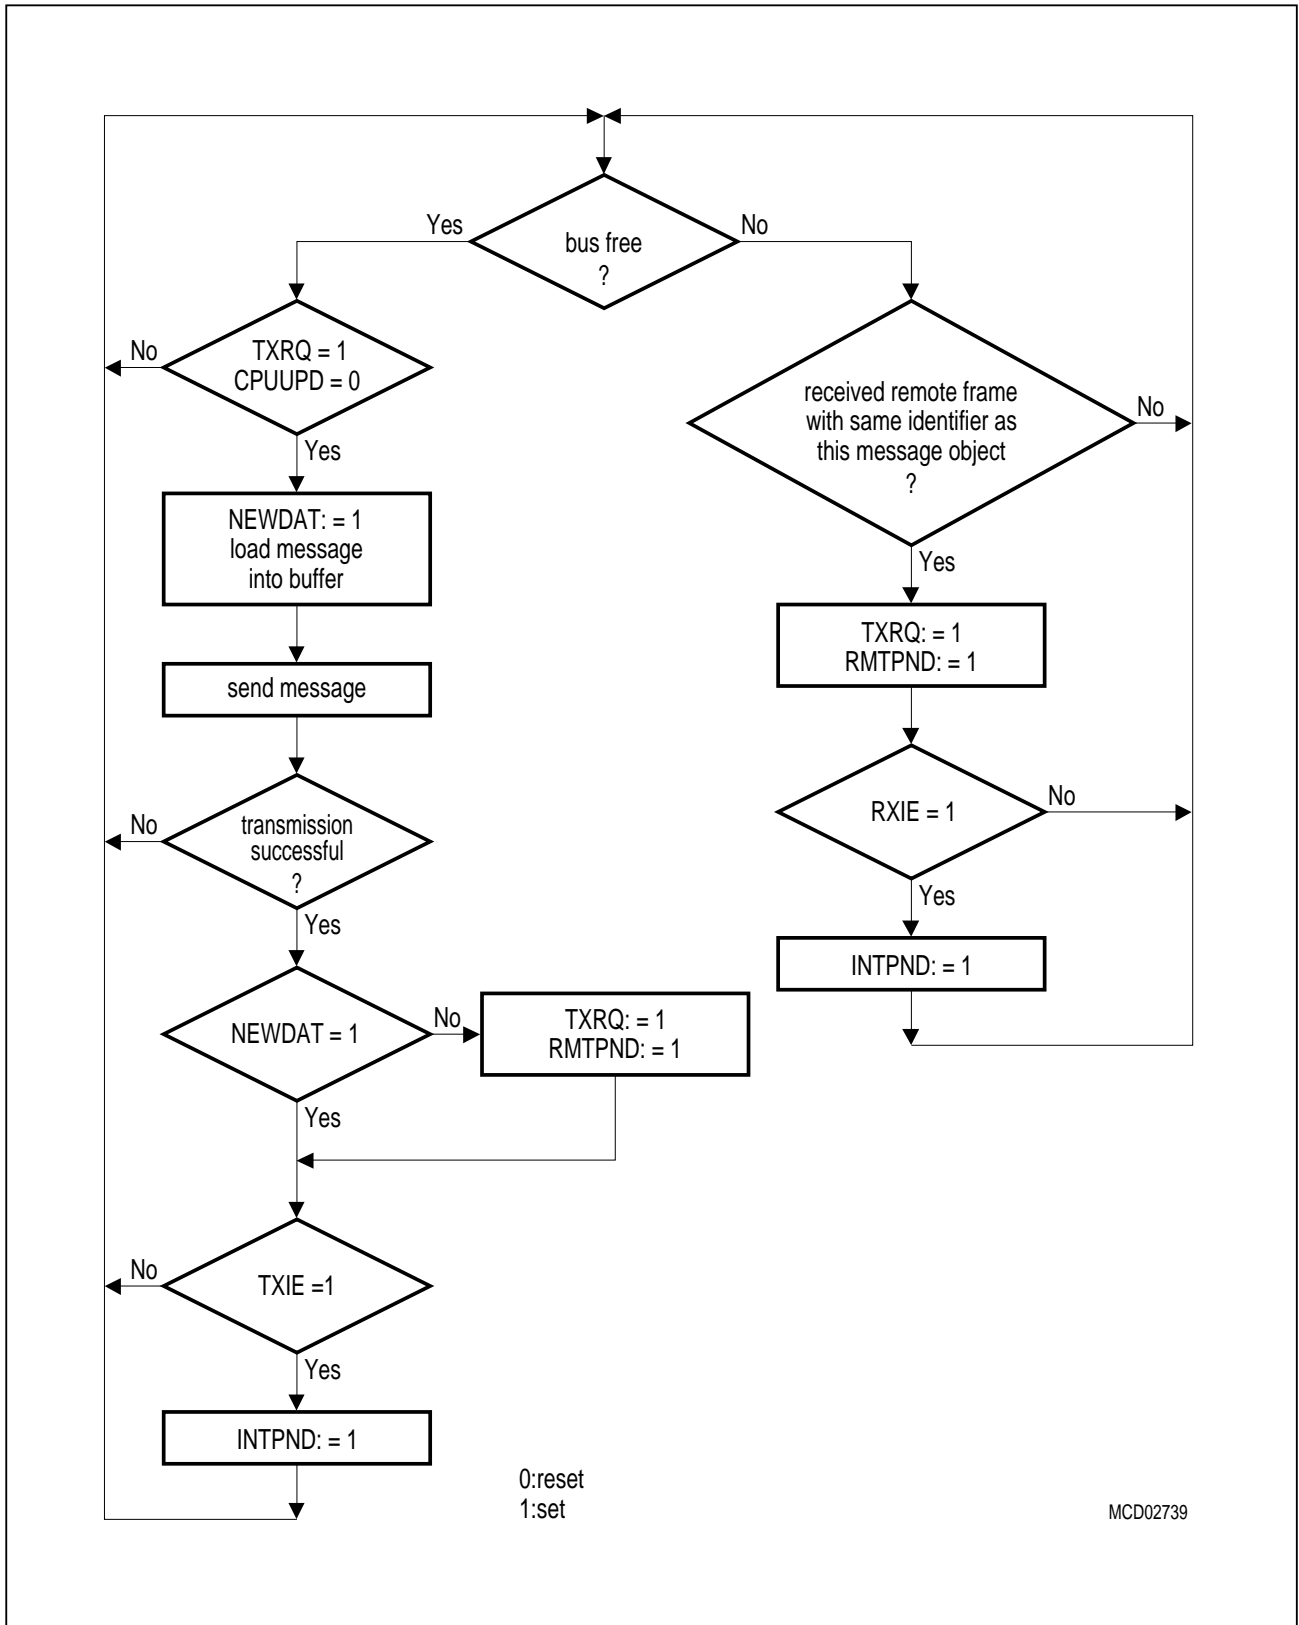 Yes
No
bus free
?
No
TXRQ = 1
CPUUPD = 0
Yes
received remote frame
with same identifier as
this message object
?
No
Yes
NEWDAT: = 1
load message
into buffer
TXRQ: = 1
RMTPND: = 1
send message
No
transmission
successful
?
Yes
RXIE = 1
No
Yes
INTPND: = 1
NEWDAT = 1
No
TXRQ: = 1
RMTPND: = 1
Yes
No
TXIE =1
Yes
INTPND: = 1
0:reset
1:set
MCD02739